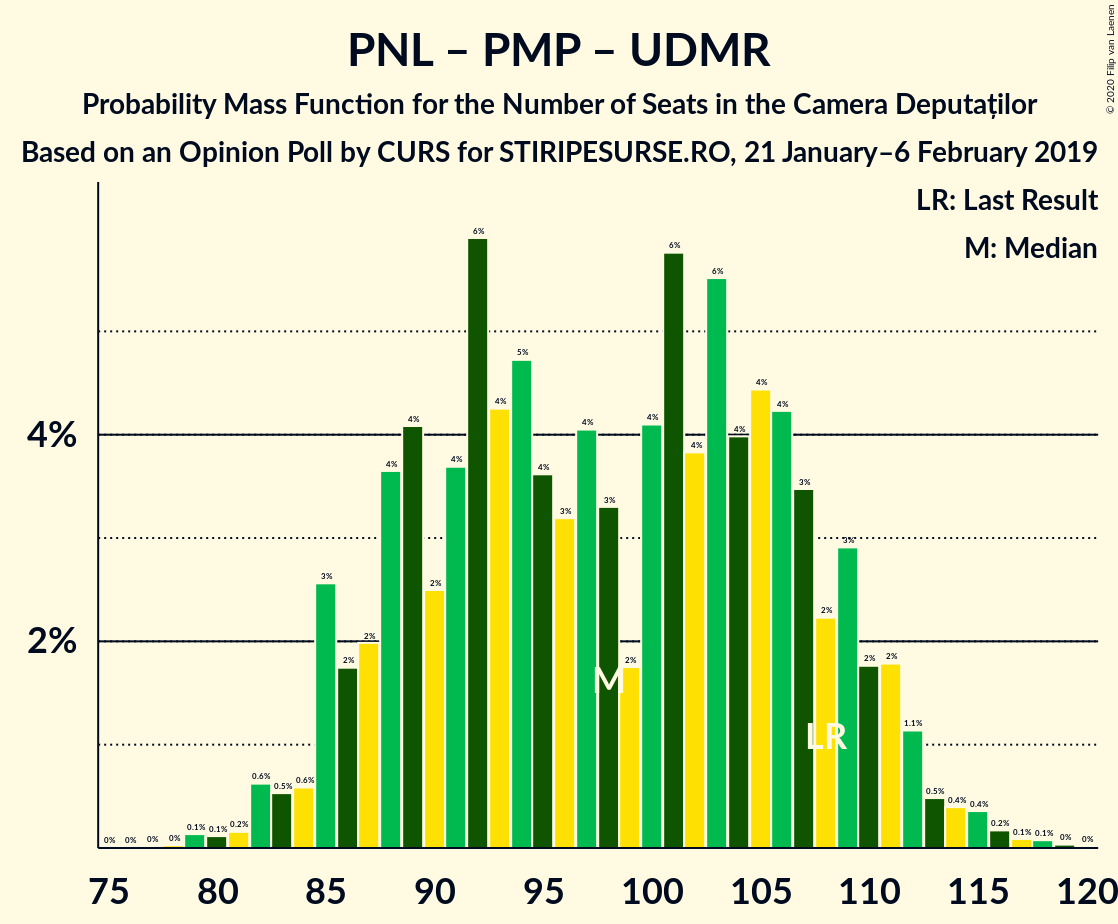 PNL – PMP – UDMR
Probability Mass Function for the Number of Seats in the Camera Deputaților
Based on an Opinion Poll by CURS for STIRIPESURSE.RO, 21 January–6 February 2019
© 2020 Filip van Laenen
LR: Last Result
M: Median
4%
2%
0% 0% 0% 0% 0.1% 0.1% 0.2% 0.6% 0.5% 0.6% 3% 2% 2% 4% 4% 2% 4% 6% 4% 5% 4% 3% 4% 3% 2% 4% 6% 4% 6% 4% 4% 4% 3% 2% 3% 2% 2% 1.1% 0.5% 0.4% 0.4% 0.2% 0.1% 0.1% 0% 0%
M
LR
75 80 85 90 95 100 105 110 115 120